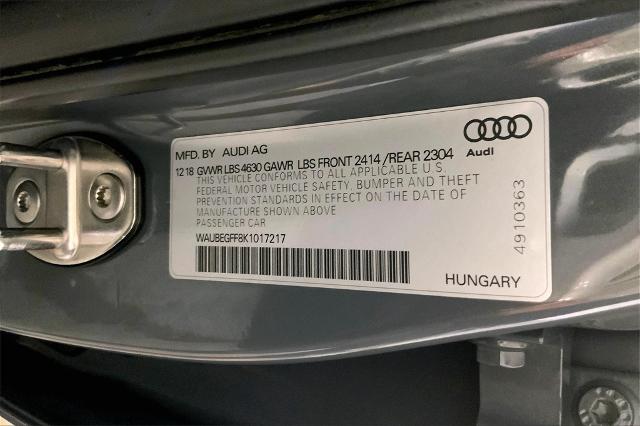 MFD. BY AUDI AG
12 18 GVWR LBS 4630 GAWR LBS FRONT 2414 /REAR 2304
THIS VEHICLE CONFORMS TO ALL APPLICABLE U.S.
FEDERAL MOTOR VEHICLE SAFETY, BUMPER AND THEFT
PREVENTION STANDARDS IN EFFECT ON THE DATE OF
MANUFACTURE SHOWN ABOVE
PASSENGER CAR
WAUBEGFF8K1017217
Audi
4910363
HUNGARY